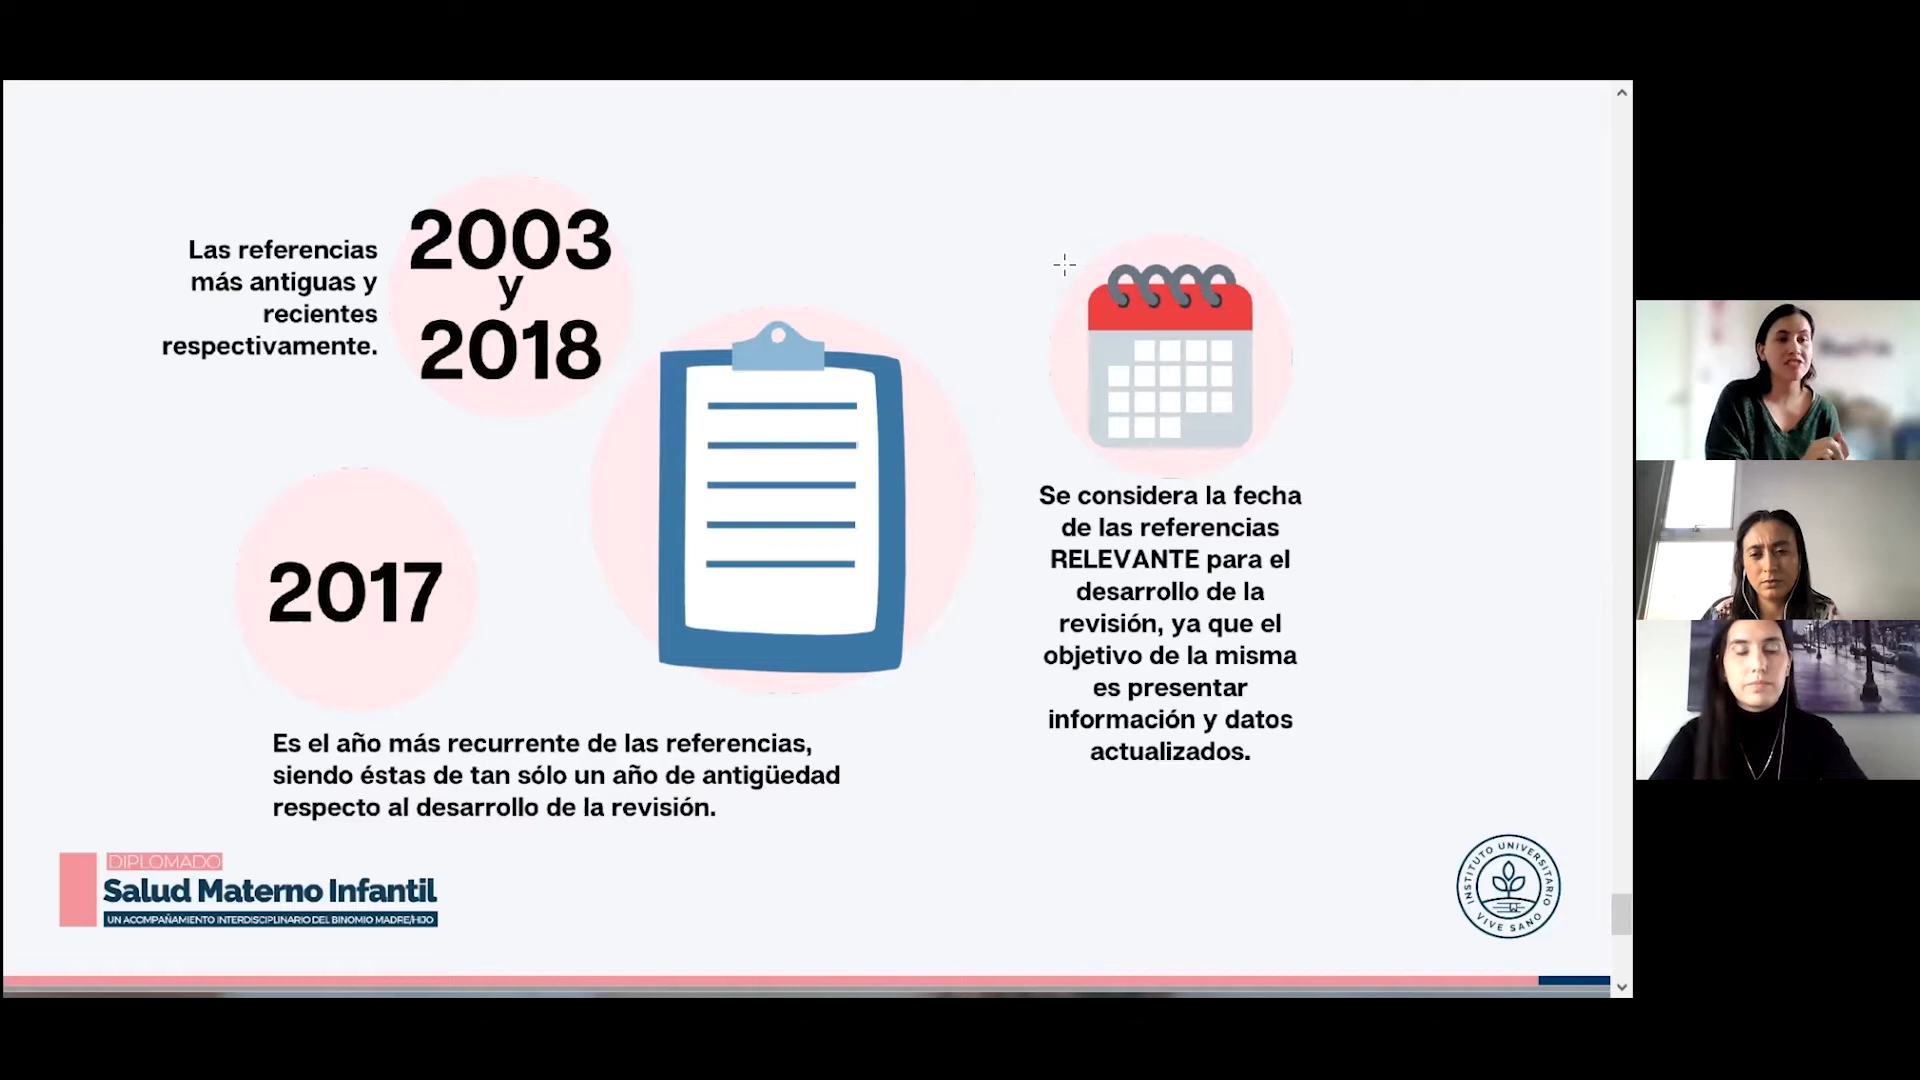 Las referencias
más antiguas y
recientes
respectivamente.
2003
y
2018
2017
Es el año más recurrente de las referencias,
siendo éstas de tan sólo un año de antigüedad
respecto al desarrollo de la revisión.
Se considera la fecha
de las referencias
RELEVANTE para el
desarrollo de la
revisión, ya que el
objetivo de la misma
es presentar
información y datos
actualizados.
DIPLOMADO
Salud Materno Infantil
UN ACOMPAÑAMIENTO INTERDISCIPLINARIO DEL BINOMIO MADRE/HIJO
INSTITUTO UNIVERSITARIO
VIVE SANO